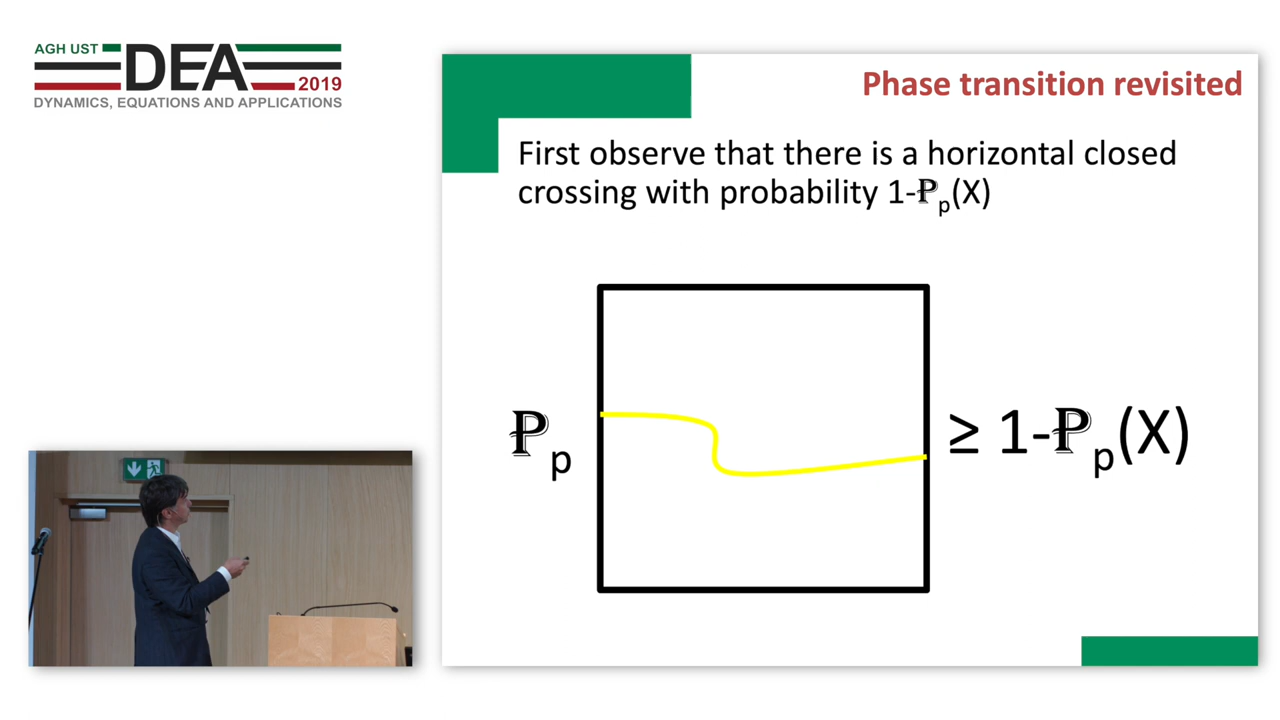 AGH UST
DEA
2019
DYNAMICS, EQUATIONS AND APPLICATIONS
Phase transition revisited
First observe that there is a horizontal closed
crossing with probability 1-ℙp(X)
ℙp
≥ 1-ℙp(X)